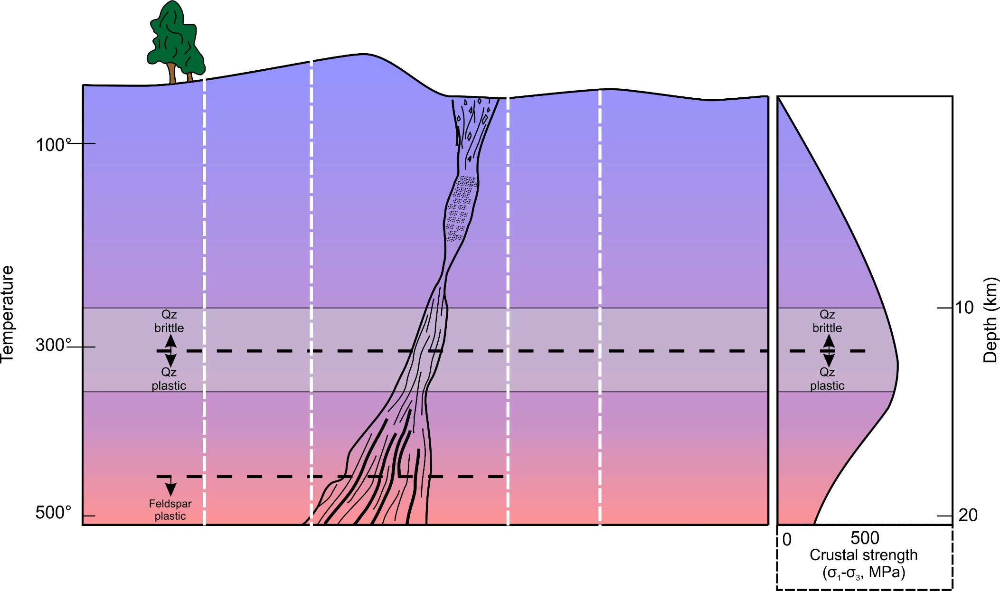 Temperature
100°
300°
500°
Qz
brittle
Qz
plastic
Feldspar
plastic
Qz
brittle
Qz
plastic
10
20
Depth (km)
0 500
Crustal strength
(σ₁-σ₃, MPa)